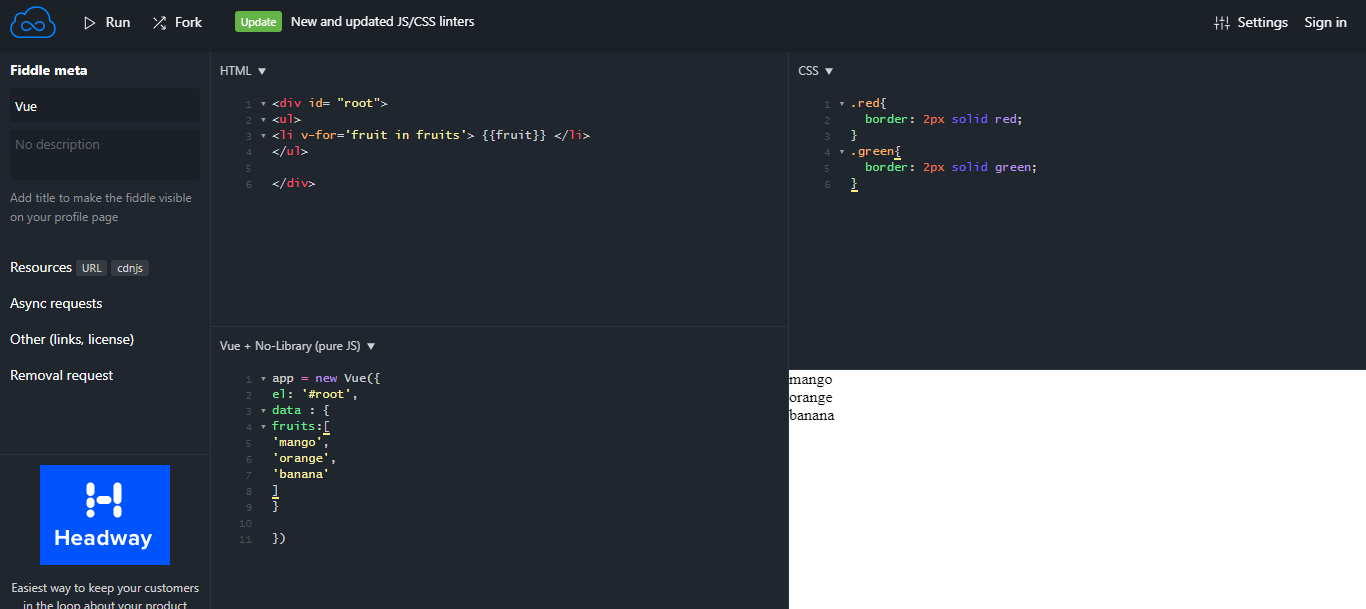 Run Fork Update New and updated JS/CSS linters Settings Sign in
Fiddle meta
Vue
No description
Add title to make the fiddle visible
on your profile page
Resources URL cdnjs
Async requests
Other (links, license)
Removal request
Headway
Easiest way to keep your customers
in the loop about your product
HTML ▼
1 ▾ <div id= "root">
2 ▾ <ul>
3 ▾ <li v-for='fruit in fruits'> {{fruit}} </li>
4 </ul>
5
6 </div>
Vue + No-Library (pure JS) ▼
1 ▾ app = new Vue({
2 el: '#root',
3 ▾ data : {
4 ▾ fruits:[
5 'mango',
6 'orange',
7 'banana'
8 ]
9 }
10
11 })
CSS ▼
1 ▾ .red{
2 border: 2px solid red;
3 }
4 ▾ .green{
5 border: 2px solid green;
6 }
mango
orange
banana